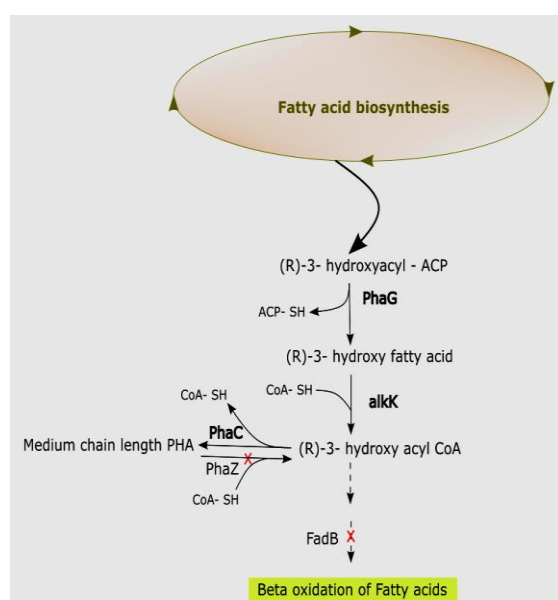 Fatty acid biosynthesis
(R)-3- hydroxyacyl - ACP
PhaG
ACP- SH
(R)-3- hydroxy fatty acid
CoA- SH
CoA- SH
alkK
PhaC
Medium chain length PHA
(R)-3- hydroxy acyl CoA
PhaZ
CoA- SH
FadB
Beta oxidation of Fatty acids